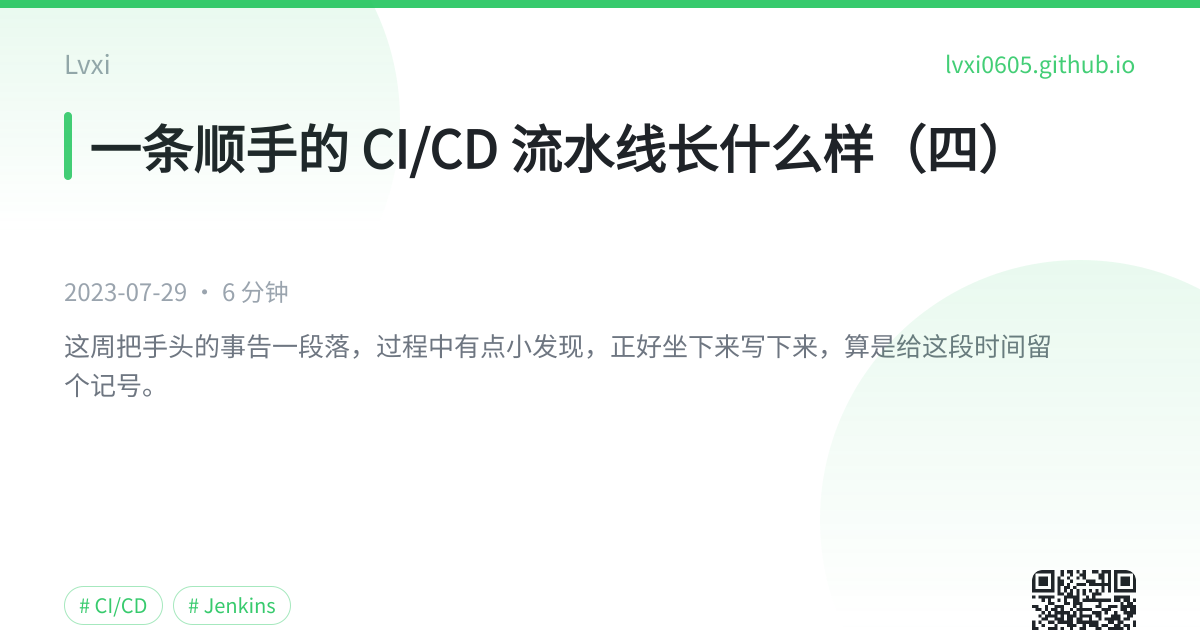 Lvxi
lvxi0605.github.io
一条顺手的 CI/CD 流水线长什么样（四）
2023-07-29 · 6 分钟
这周把手头的事告一段落，过程中有点小发现，正好坐下来写下来，算是给这段时间留
个记号。
# CI/CD
# Jenkins